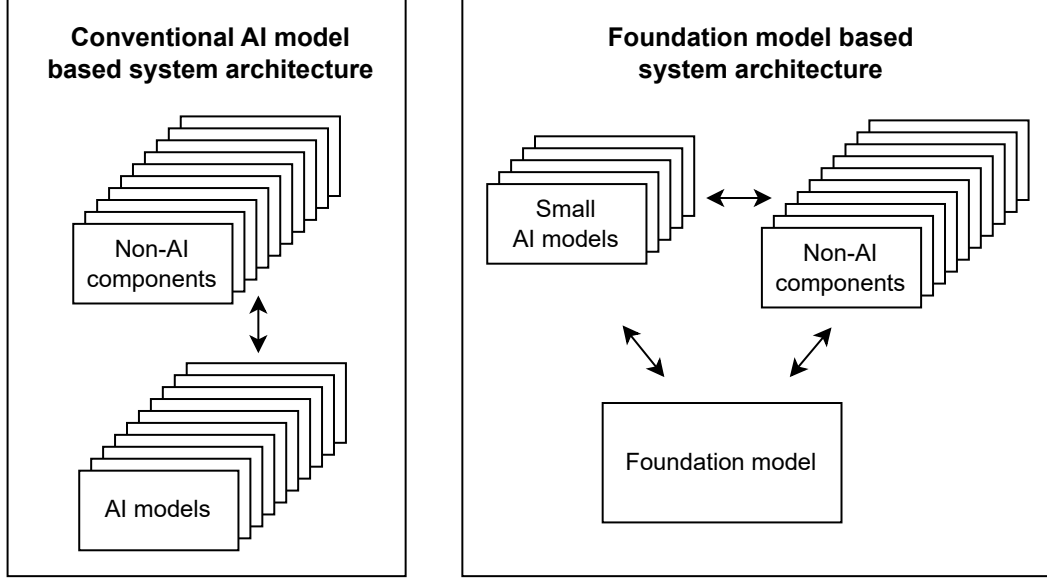 Conventional AI model
based system architecture
Non-AI
components
AI models
Foundation model based
system architecture
Small
AI models
Non-AI
components
Foundation model